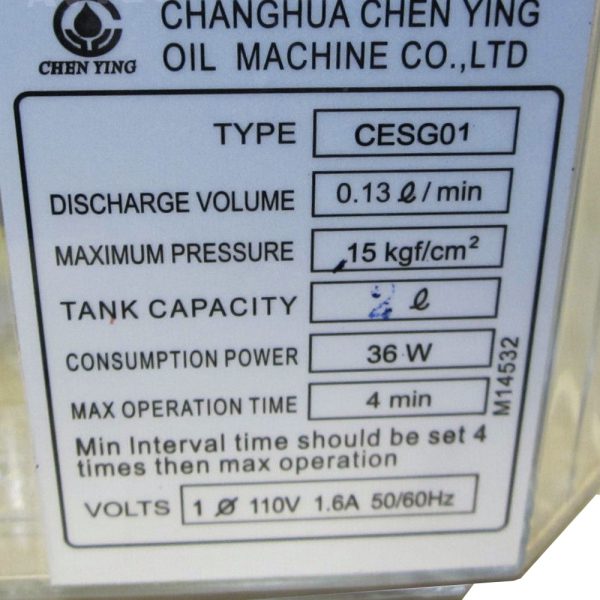 CHANGHUA CHEN YING
CHEN YING
OIL MACHINE CO.,LTD
TYPE CESG01
DISCHARGE VOLUME 0.13 ℓ/min
MAXIMUM PRESSURE 15 kgf/cm²
TANK CAPACITY 2 ℓ
CONSUMPTION POWER 36 W
MAX OPERATION TIME 4 min
M14532
Min Interval time should be set 4
times then max operation
VOLTS 1 Ø 110V 1.6A 50/60Hz